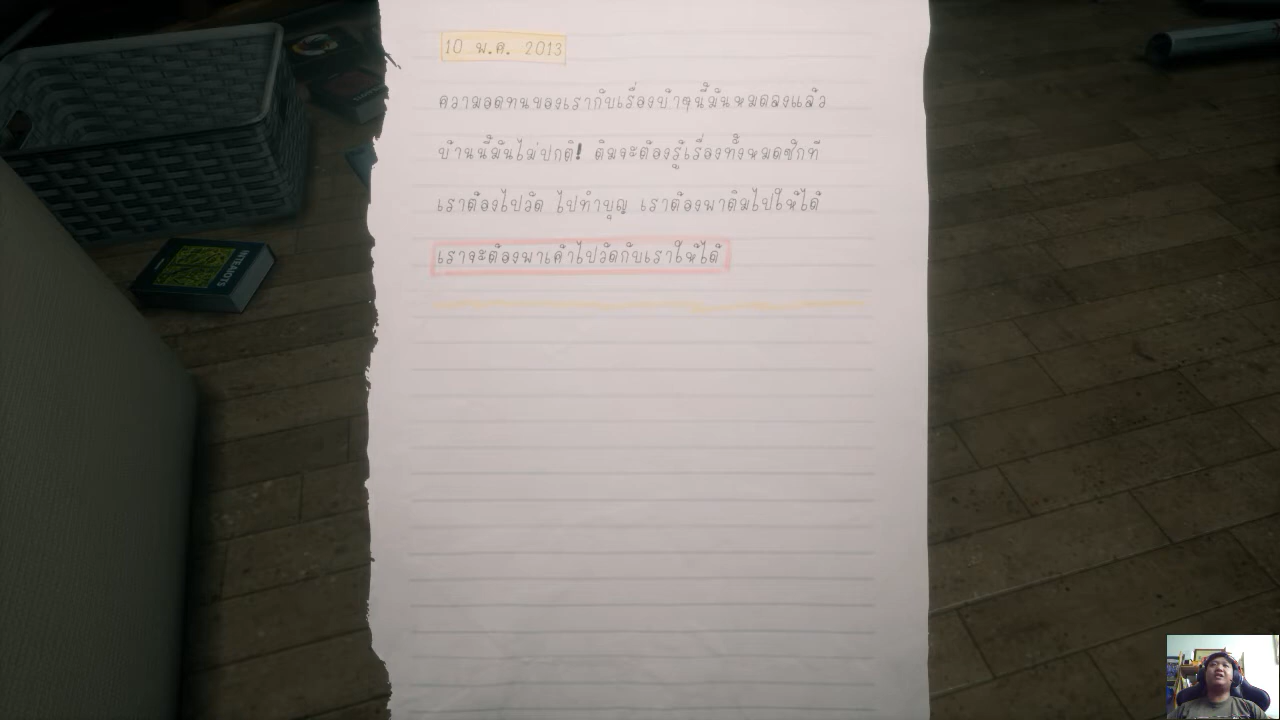 10 พ.ค. 2013
ความอดทนของเรากับเรื่องบ้าๆนี้มันหมดลงแล้ว
บ้านนี้มันไม่ปกติ! ติมจะต้องรู้เรื่องทั้งหมดซักที
เราต้องไปวัด ไปทำบุญ เราต้องพาติมไปให้ได้
เราจะต้องพาเค้าไปวัดกับเราให้ได้